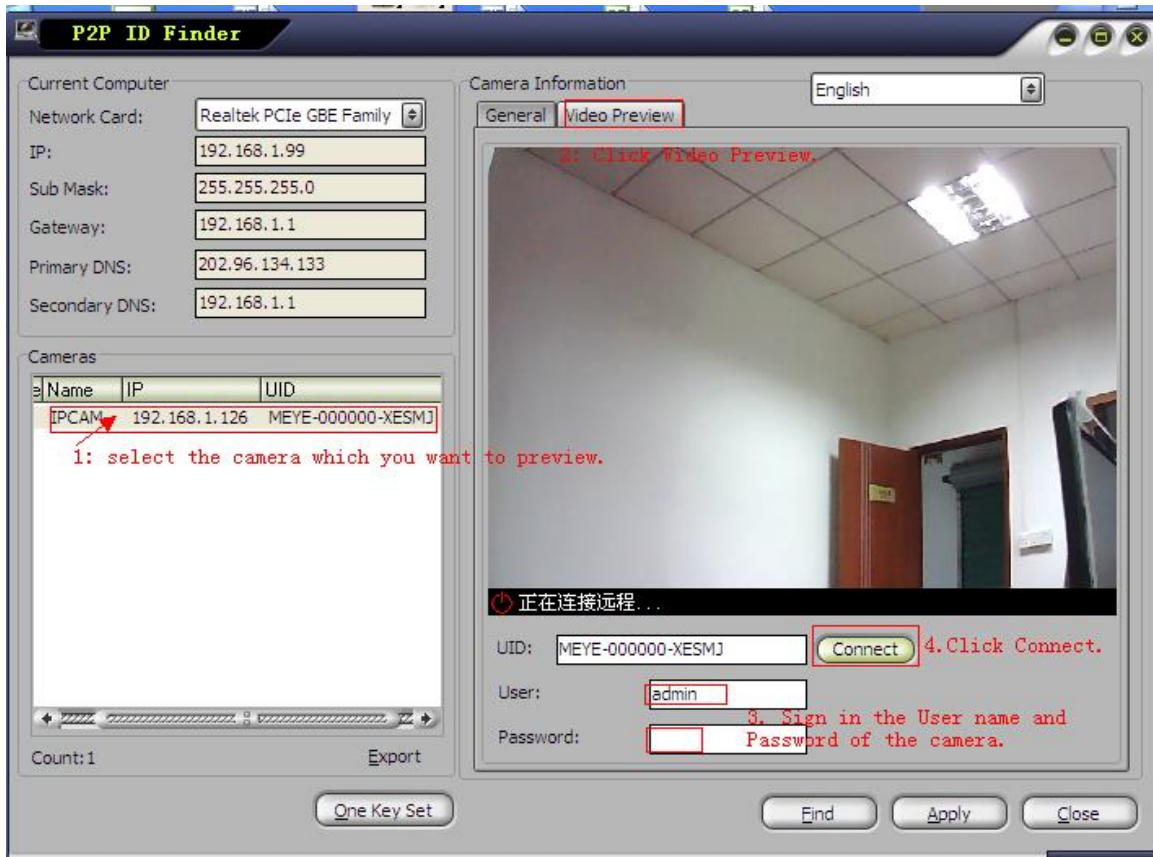 P2P ID Finder
Current Computer
Network Card: Realtek PCIe GBE Family
IP: 192.168.1.99
Sub Mask: 255.255.255.0
Gateway: 192.168.1.1
Primary DNS: 202.96.134.133
Secondary DNS: 192.168.1.1
Cameras
e Name IP UID
IPCAM 192.168.1.126 MEYE-000000-XESMJ
1: select the camera which you want to preview.
Count:1 Export
One Key Set
Camera Information
English
General Video Preview
2: Click Video Preview.
正在连接远程...
UID: MEYE-000000-XESMJ Connect 4.Click Connect.
User: admin
3. Sign in the User name and
Password: Password of the camera.
Find Apply Close